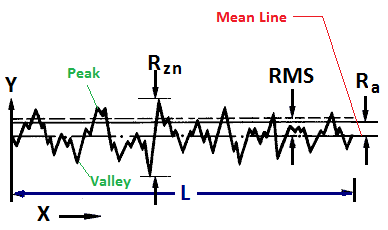 Mean Line
Rzn
Peak
RMS
Ra
Y
Valley
L
X